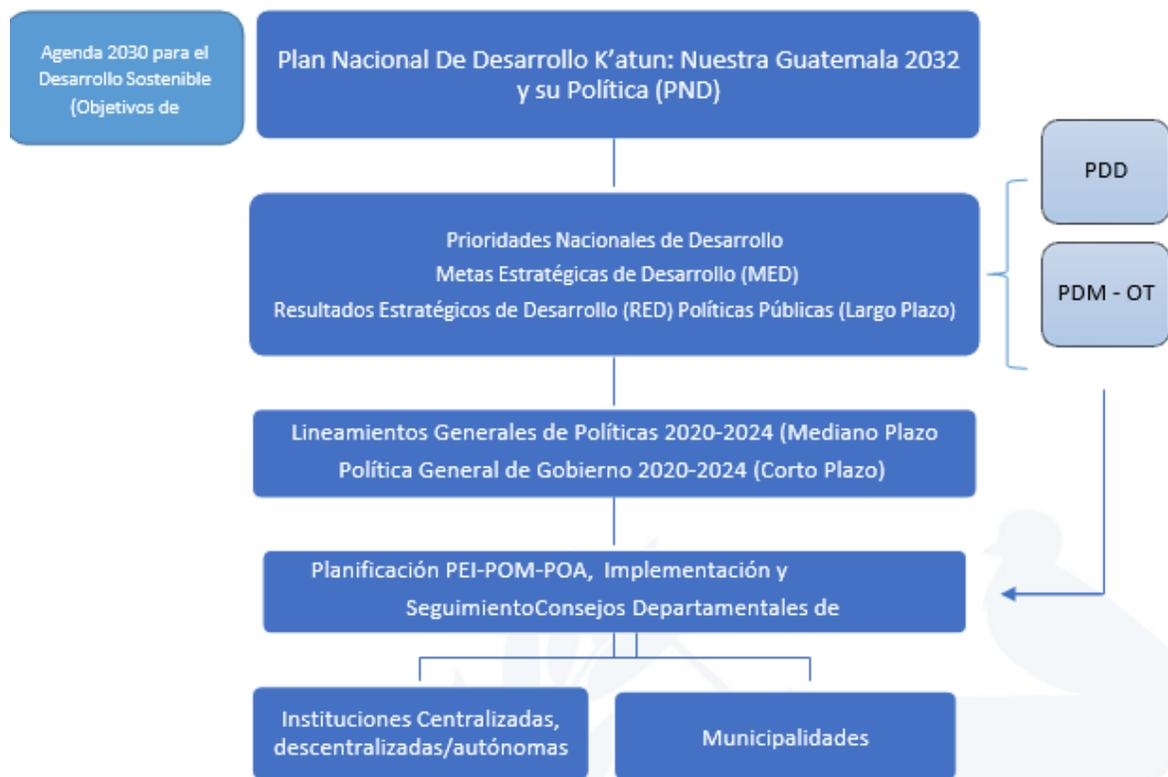 Agenda 2030 para el
Desarrollo Sostenible
(Objetivos de
Plan Nacional De Desarrollo K'atun: Nuestra Guatemala 2032
y su Política (PND)
PDD
Prioridades Nacionales de Desarrollo
Metas Estratégicas de Desarrollo (MED)
Resultados Estratégicos de Desarrollo (RED) Políticas Públicas (Largo Plazo)
PDM - OT
Lineamientos Generales de Políticas 2020-2024 (Mediano Plazo
Política General de Gobierno 2020-2024 (Corto Plazo)
Planificación PEI-POM-POA, Implementación y
SeguimientoConsejos Departamentales de
Instituciones Centralizadas,
descentralizadas/autónomas
Municipalidades